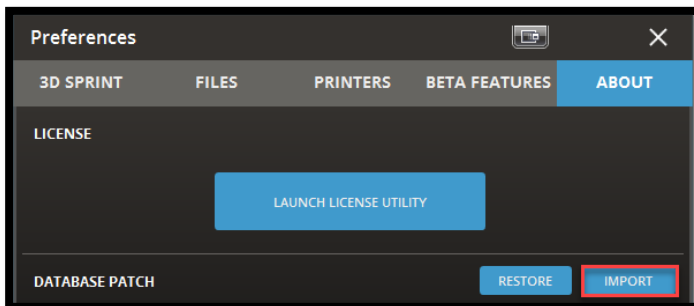 Preferences
3D SPRINT FILES PRINTERS BETA FEATURES ABOUT
LICENSE
LAUNCH LICENSE UTILITY
DATABASE PATCH RESTORE IMPORT